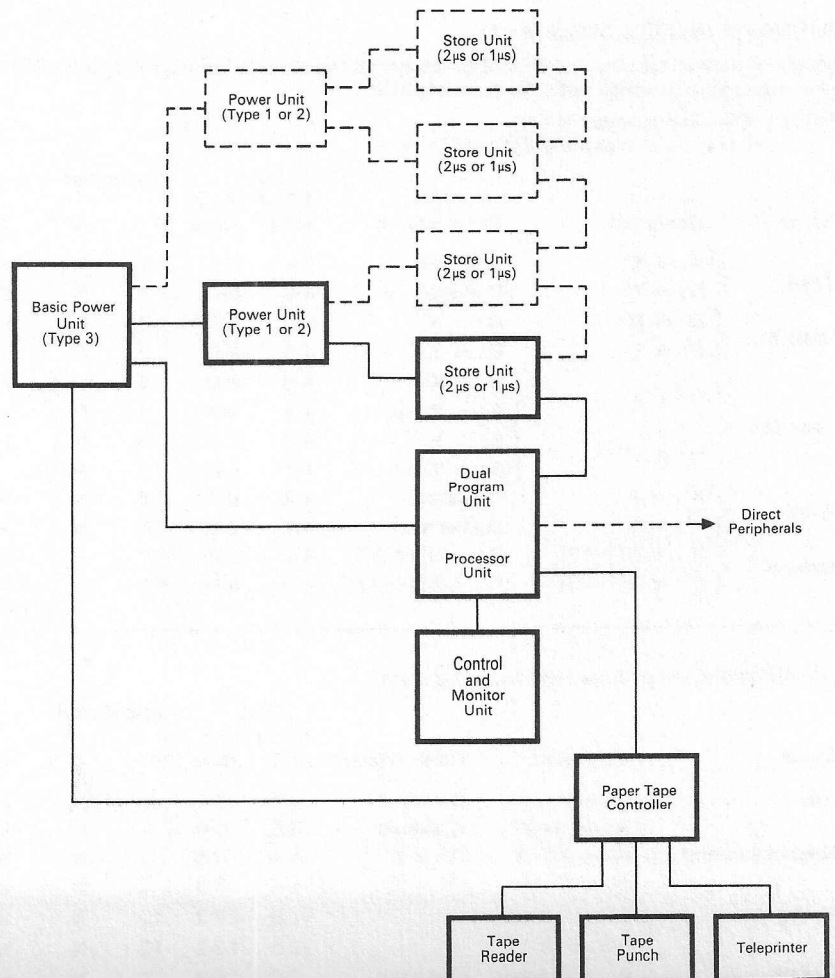 Store Unit
(2μs or 1μs)
Power Unit
(Type 1 or 2)
Store Unit
(2μs or 1μs)
Store Unit
(2μs or 1μs)
Basic Power
Unit
(Type 3)
Power Unit
(Type 1 or 2)
Store Unit
(2μs or 1μs)
Dual
Program
Unit
Processor
Unit
Direct
Peripherals
Control
and
Monitor
Unit
Paper Tape
Controller
Tape
Reader
Tape
Punch
Teleprinter